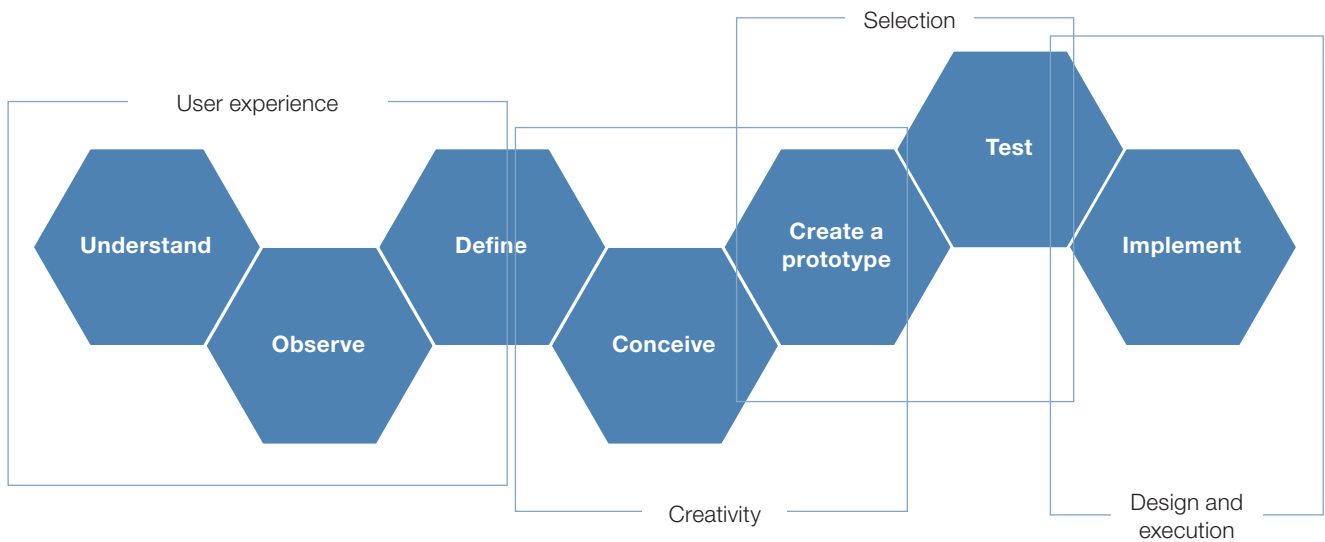 Selection
User experience
Test
Understand
Define
Create a
prototype
Implement
Observe
Conceive
Creativity
Design and
execution